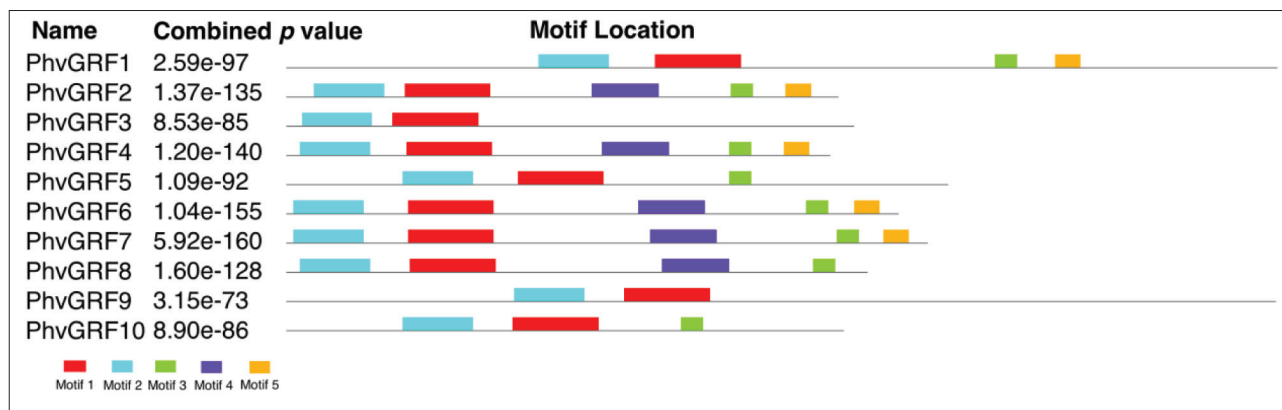 Name Combined p value Motif Location
PhvGRF1 2.59e-97
PhvGRF2 1.37e-135
PhvGRF3 8.53e-85
PhvGRF4 1.20e-140
PhvGRF5 1.09e-92
PhvGRF6 1.04e-155
PhvGRF7 5.92e-160
PhvGRF8 1.60e-128
PhvGRF9 3.15e-73
PhvGRF10 8.90e-86
Motif 1 Motif 2 Motif 3 Motif 4 Motif 5